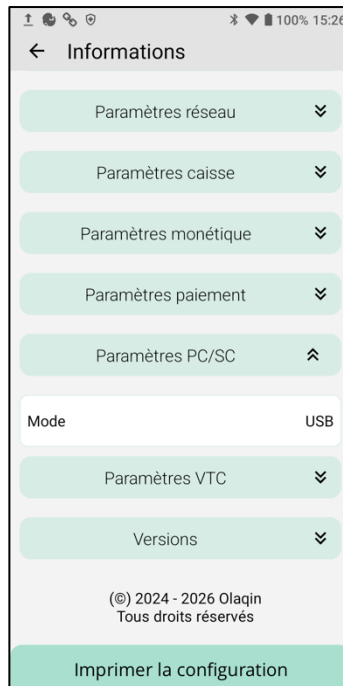 100% 15:26
Informations
Paramètres réseau
Paramètres caisse
Paramètres monétique
Paramètres paiement
Paramètres PC/SC
Mode USB
Paramètres VTC
Versions
(©) 2024 - 2026 Olaqin
Tous droits réservés
Imprimer la configuration